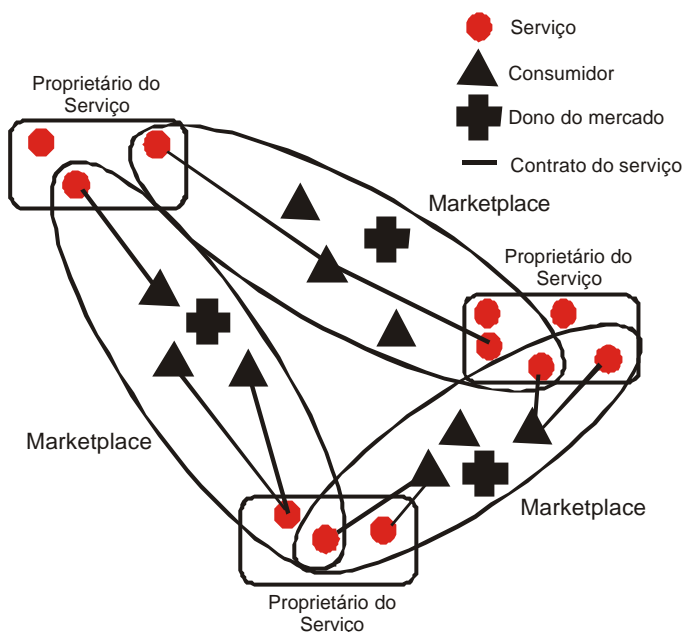 Serviço
Consumidor
Dono do mercado
Contrato do serviço
Proprietário do
Serviço
Marketplace
Proprietário do
Serviço
Marketplace
Marketplace
Proprietário do
Servico